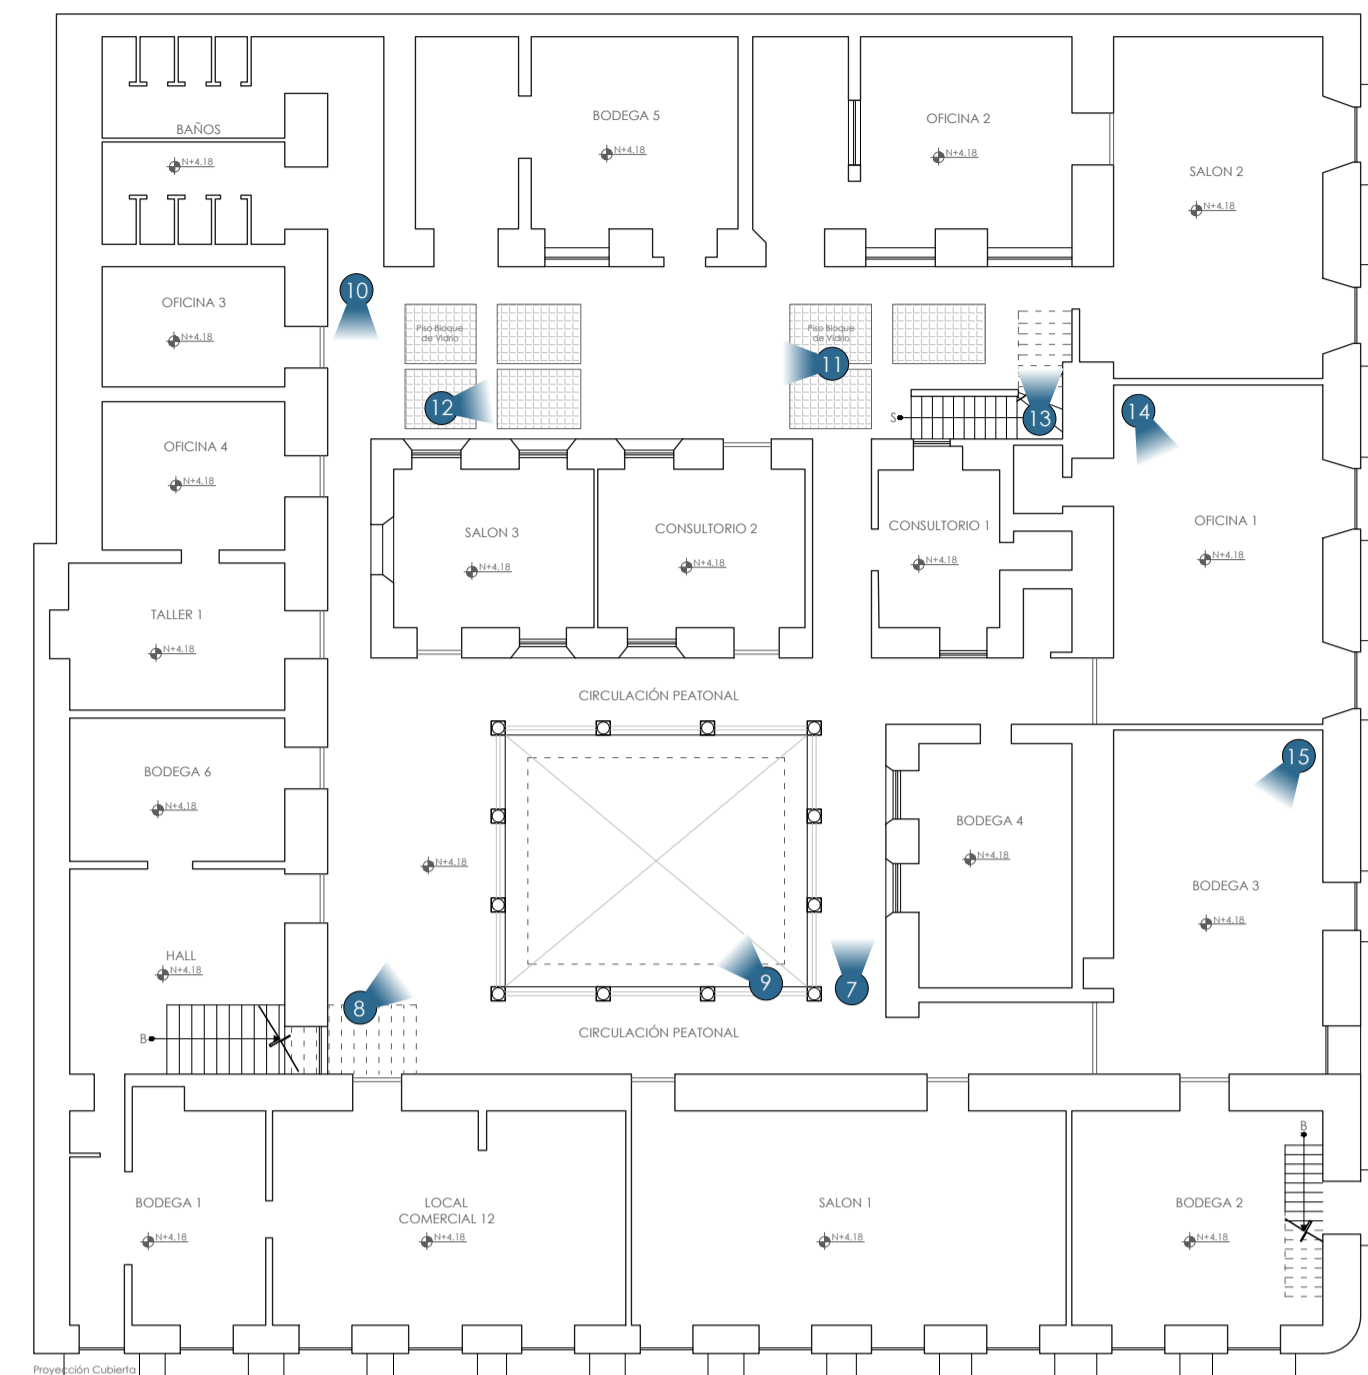 BAÑOS
N+4.18
BODEGA 5
N+4.18
OFICINA 2
N+4.18
SALON 2
N+4.18
OFICINA 3
N+4.18
10
Piso Bloque
de Vidrio
Piso Bloque
de Vidrio
11
12
13
S
14
OFICINA 4
N+4.18
SALON 3
N+4.18
CONSULTORIO 2
N+4.18
CONSULTORIO 1
N+4.18
OFICINA 1
N+4.18
TALLER 1
N+4.18
CIRCULACIÓN PEATONAL
BODEGA 6
N+4.18
15
BODEGA 4
N+4.18
N+4.18
BODEGA 3
N+4.18
HALL
N+4.18
8
9
7
B
CIRCULACIÓN PEATONAL
B
BODEGA 1
N+4.18
LOCAL
COMERCIAL 12
N+4.18
SALON 1
N+4.18
BODEGA 2
N+4.18
Proyección Cubierta